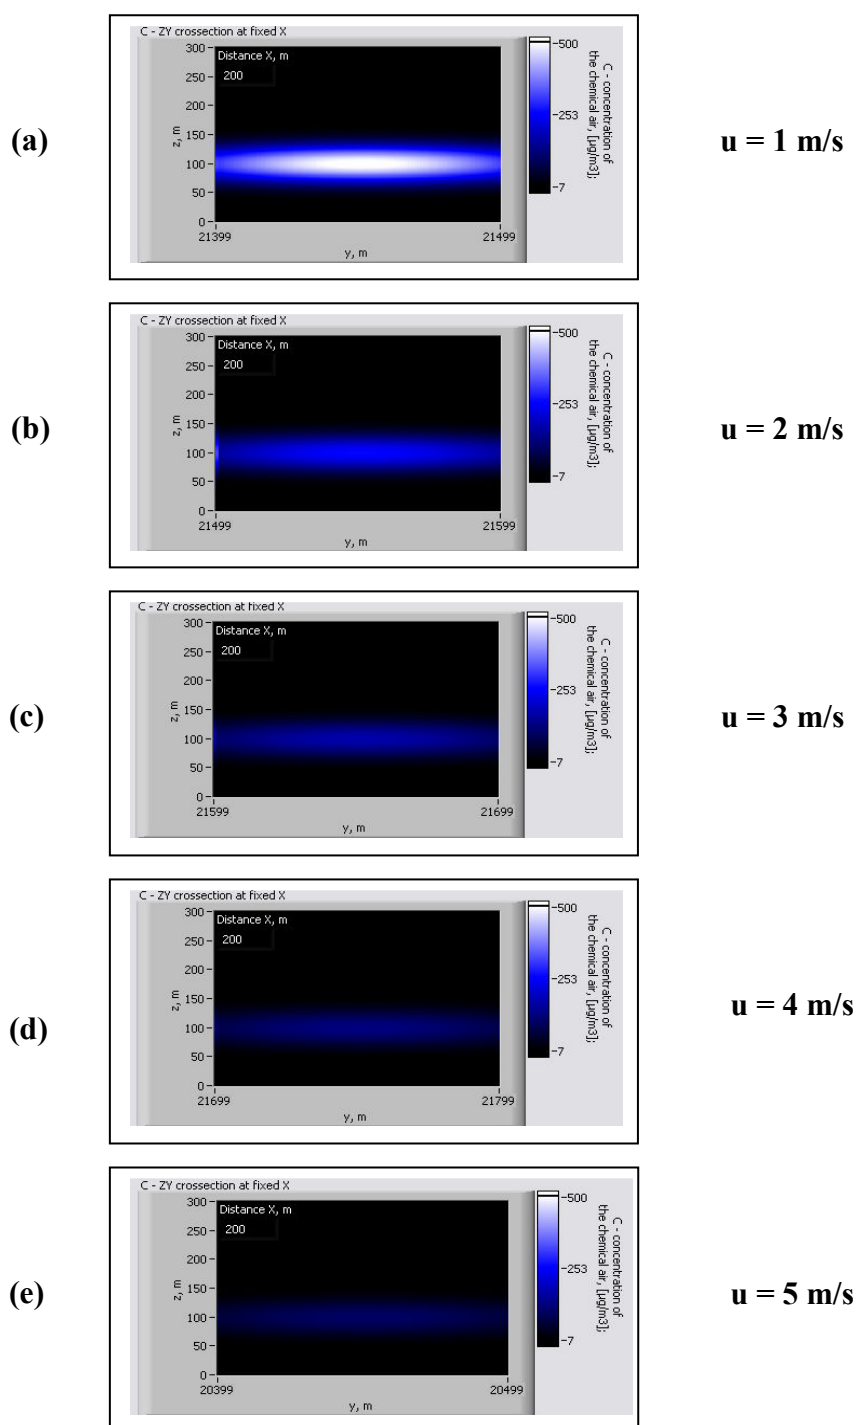 (a)
C - ZY crossection at fixed X
Distance X, m
200
300
250
200
150
100
50
0
z, m
21399
21499
y, m
500
253
7
C - concentration of
the chemical air, [µg/m3];
u = 1 m/s
(b)
C - ZY crossection at fixed X
Distance X, m
200
300
250
200
150
100
50
0
z, m
21499
21599
y, m
500
253
7
C - concentration of
the chemical air, [µg/m3];
u = 2 m/s
(c)
C - ZY crossection at fixed X
Distance X, m
200
300
250
200
150
100
50
0
z, m
21599
21699
y, m
500
253
7
C - concentration of
the chemical air, [µg/m3];
u = 3 m/s
(d)
C - ZY crossection at fixed X
Distance X, m
200
300
250
200
150
100
50
0
z, m
21699
21799
y, m
500
253
7
C - concentration of
the chemical air, [µg/m3];
u = 4 m/s
(e)
C - ZY crossection at fixed X
Distance X, m
200
300
250
200
150
100
50
0
z, m
20399
20499
y, m
500
253
7
C - concentration of
the chemical air, [µg/m3];
u = 5 m/s